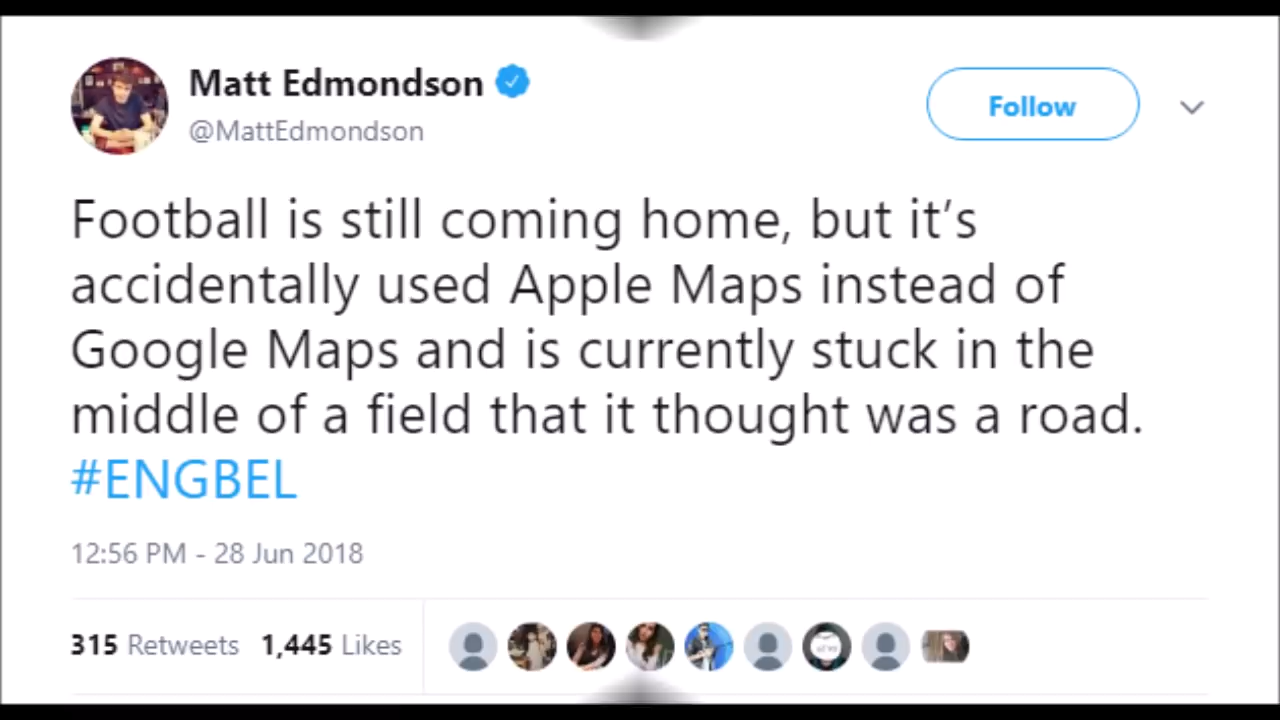 Matt Edmondson
@MattEdmondson
Follow
Football is still coming home, but it’s
accidentally used Apple Maps instead of
Google Maps and is currently stuck in the
middle of a field that it thought was a road.
#ENGBEL
12:56 PM - 28 Jun 2018
315 Retweets 1,445 Likes